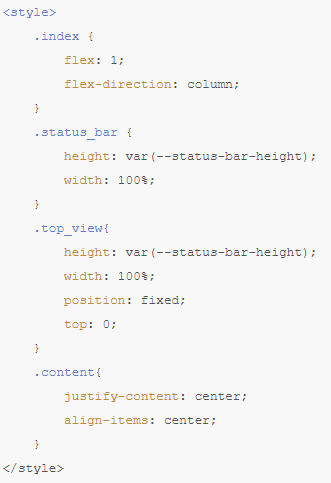 <style>
    .index {
        flex: 1;
        flex-direction: column;
    }
    .status_bar {
        height: var(--status-bar-height);
        width: 100%;
    }
    .top_view{
        height: var(--status-bar-height);
        width: 100%;
        position: fixed;
        top: 0;
    }
    .content{
        justify-content: center;
        align-items: center;
    }
</style>